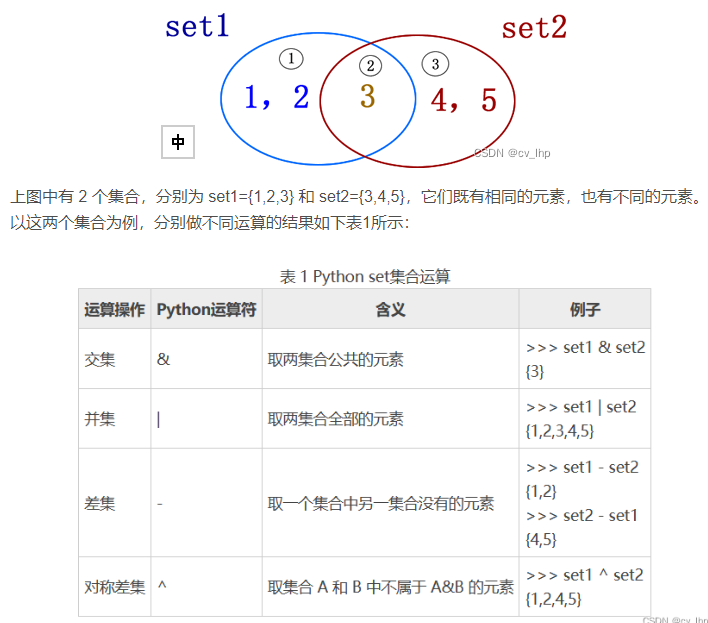 set1 set2
① ② ③
1, 2 3 4, 5
中
CSDN @cv_lhp
上图中有 2 个集合，分别为 set1={1,2,3} 和 set2={3,4,5}，它们既有相同的元素，也有不同的元素。
以这两个集合为例，分别做不同运算的结果如下表1所示：
表 1 Python set集合运算
运算操作 Python运算符 含义 例子
交集 & 取两集合公共的元素 >>> set1 & set2
{3}
并集 | 取两集合全部的元素 >>> set1 | set2
{1,2,3,4,5}
差集 - 取一个集合中另一集合没有的元素 >>> set1 - set2
{1,2}
>>> set2 - set1
{4,5}
对称差集 ^ 取集合 A 和 B 中不属于 A&B 的元素 >>> set1 ^ set2
{1,2,4,5}
CSDN @cv_lhp